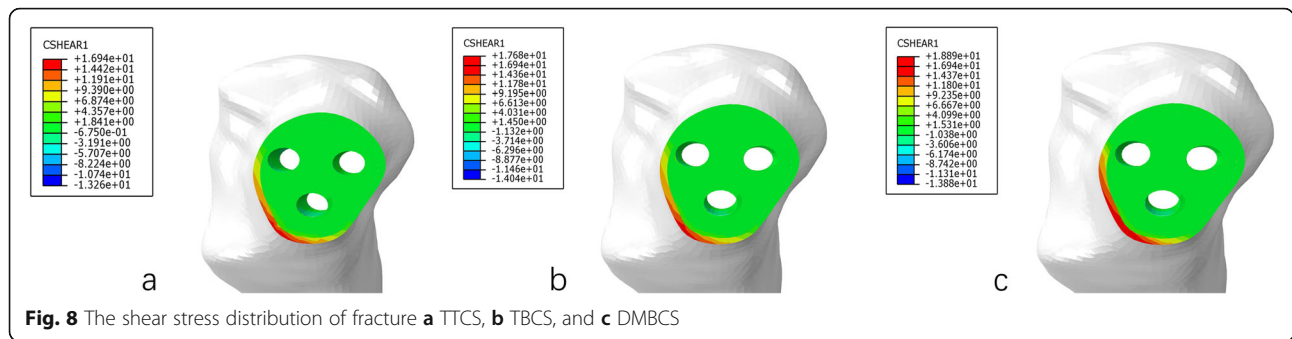 CSHEAR1
+1.694e+01
+1.442e+01
+1.191e+01
+9.390e+00
+6.874e+00
+4.357e+00
+1.841e+00
-6.750e-01
-3.191e+00
-5.707e+00
-8.224e+00
-1.074e+01
-1.326e+01
a
CSHEAR1
+1.768e+01
+1.694e+01
+1.436e+01
+1.178e+01
+9.195e+00
+6.613e+00
+4.031e+00
+1.450e+00
-1.132e+00
-3.714e+00
-6.296e+00
-8.877e+00
-1.146e+01
-1.404e+01
b
CSHEAR1
+1.889e+01
+1.694e+01
+1.437e+01
+1.180e+01
+9.235e+00
+6.667e+00
+4.099e+00
+1.531e+00
-1.038e+00
-3.606e+00
-6.174e+00
-8.742e+00
-1.131e+01
-1.388e+01
c
Fig. 8 The shear stress distribution of fracture a TTCS, b TBCS, and c DMBCS